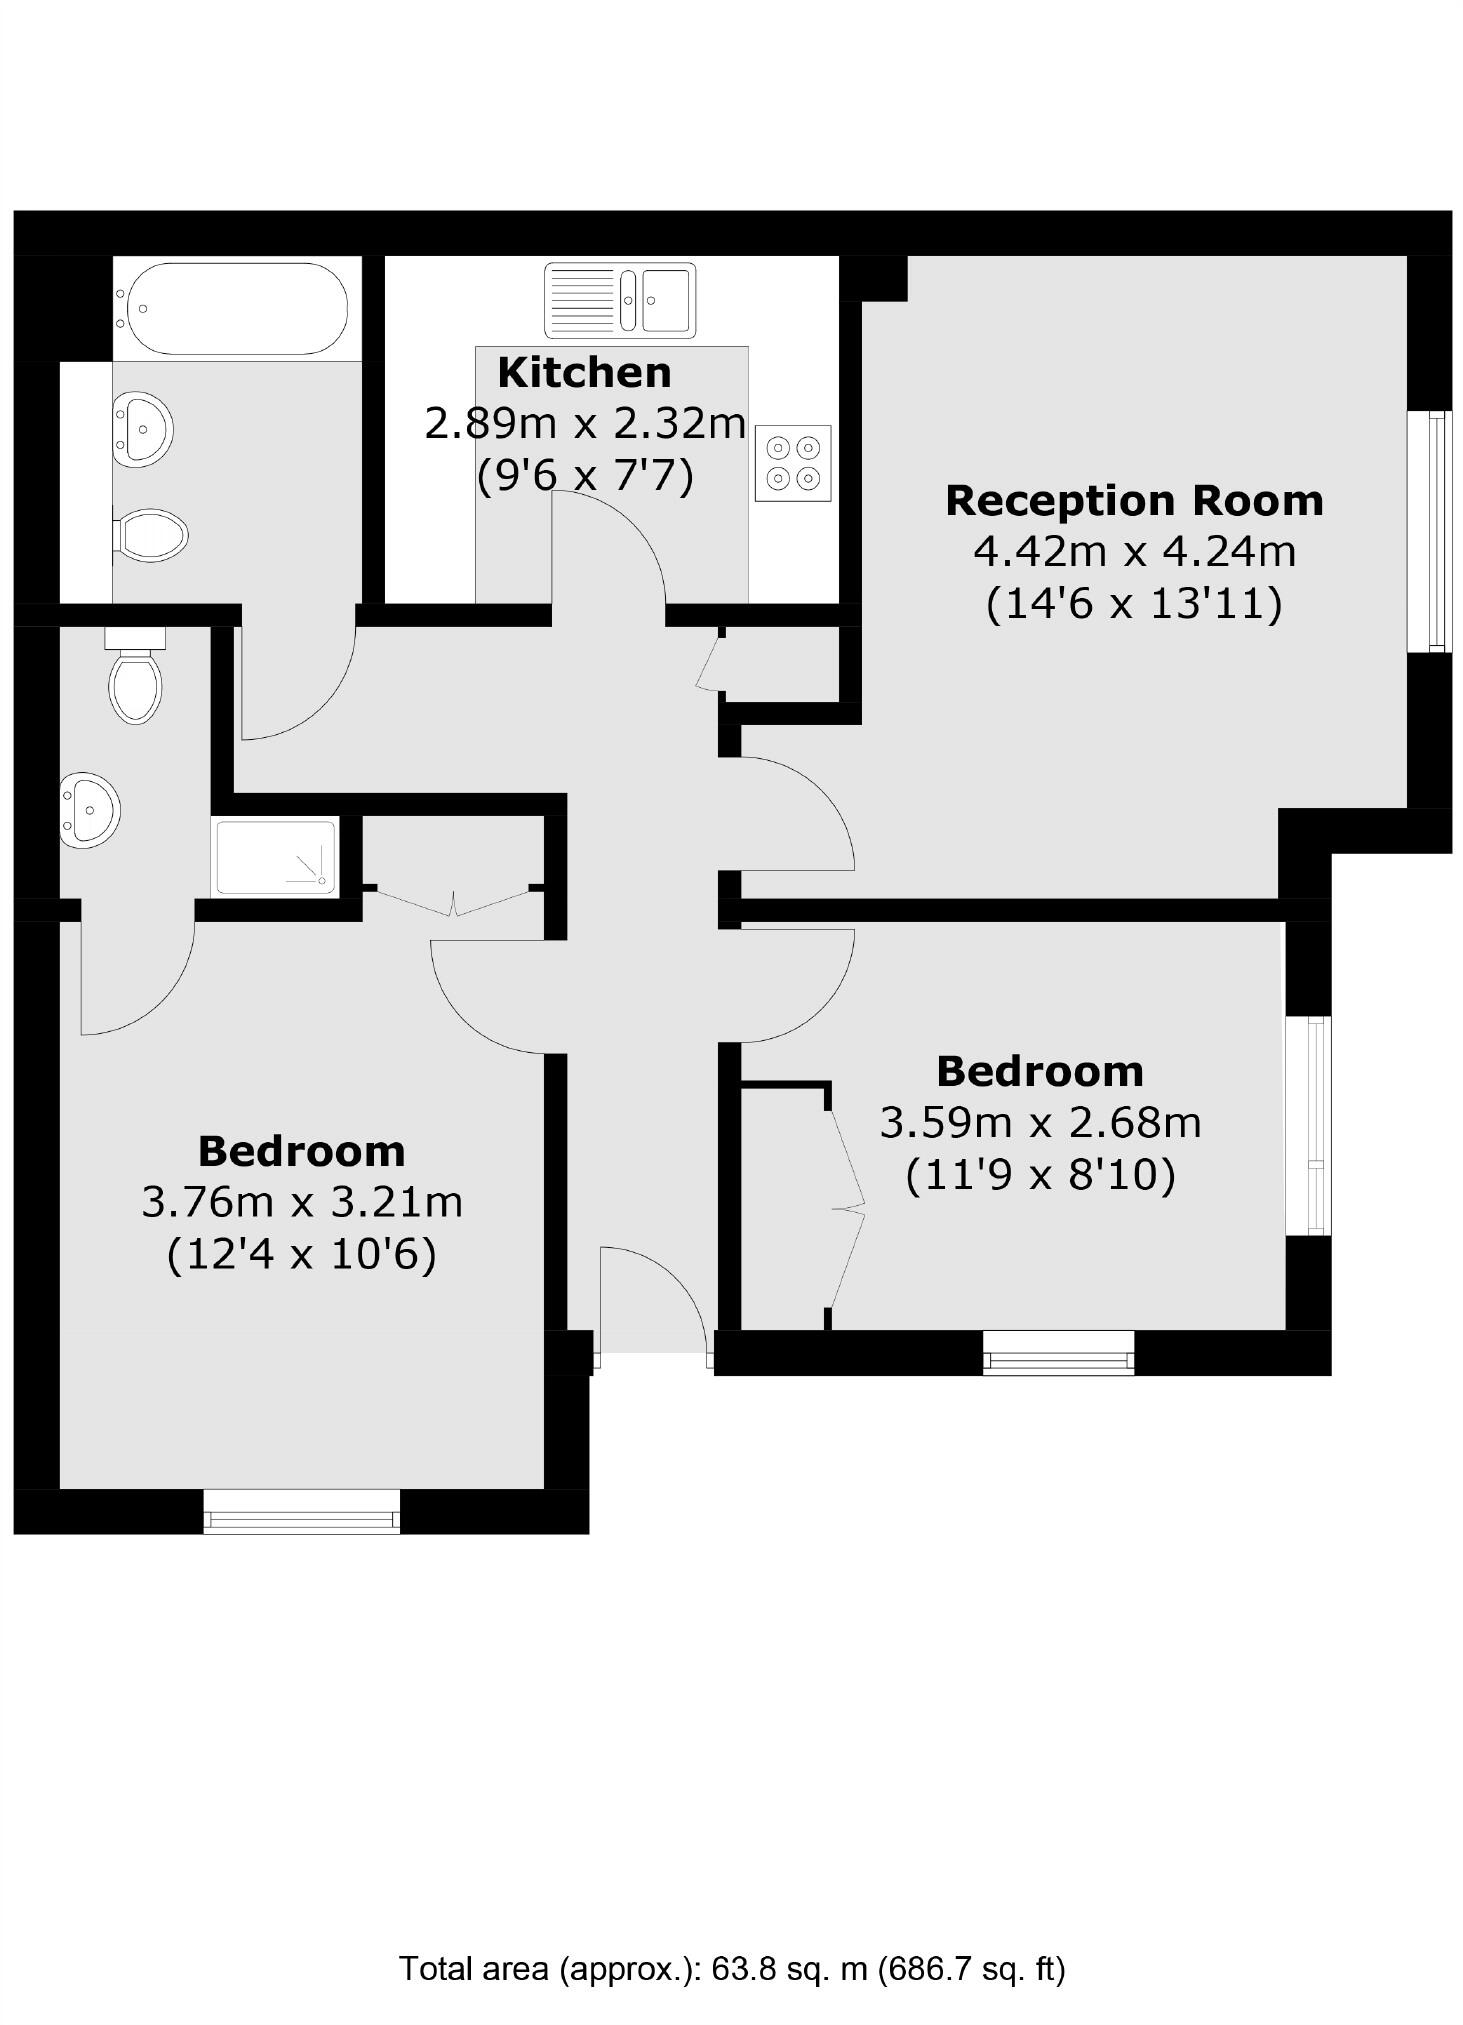 Kitchen
2.89m x 2.32m
(9'6 x 7'7)
Reception Room
4.42m x 4.24m
(14'6 x 13'11)
Bedroom
3.59m x 2.68m
(11'9 x 8'10)
Bedroom
3.76m x 3.21m
(12'4 x 10'6)
Total area (approx.): 63.8 sq. m (686.7 sq. ft)